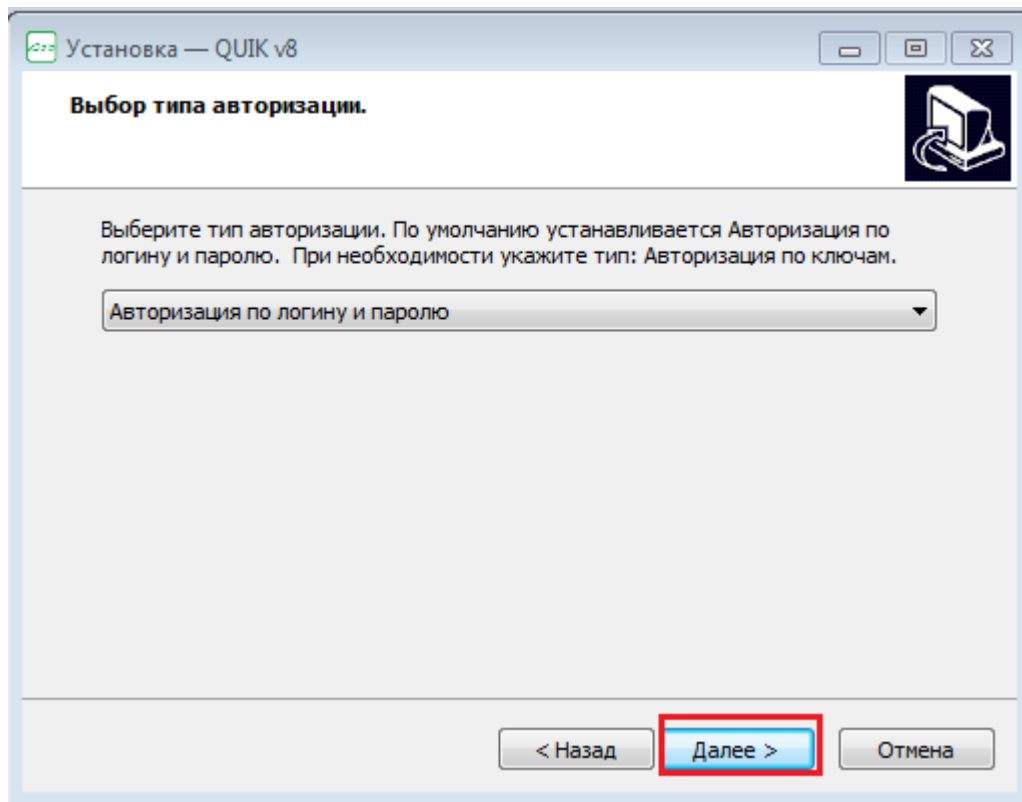 Установка — QUIK v8
Выбор типа авторизации.
Выберите тип авторизации. По умолчанию устанавливается Авторизация по
логину и паролю.  При необходимости укажите тип: Авторизация по ключам.
Авторизация по логину и паролю
< Назад
Далее >
Отмена